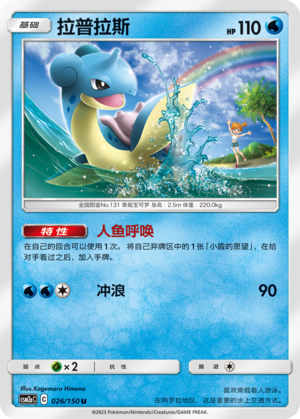 基础 拉普拉斯 HP 110
全国图鉴No.131 乘载宝可梦 身高：2.5m 体重：220.0kg
特性 人鱼呼唤
在自己的回合可以使用1次。将自己弃牌区中的1张「小霞的愿望」，在给
对手看过之后，加入手牌。
冲浪 90
弱点 ×2 抗性 撤退
Illus.Kagemaru Himeno
CSM2a C C 026/150 U
喜欢乘载着人游泳。
在阿罗拉地区，是重要的水上交通方式。
©2023 Pokémon/Nintendo/Creatures/GAME FREAK.